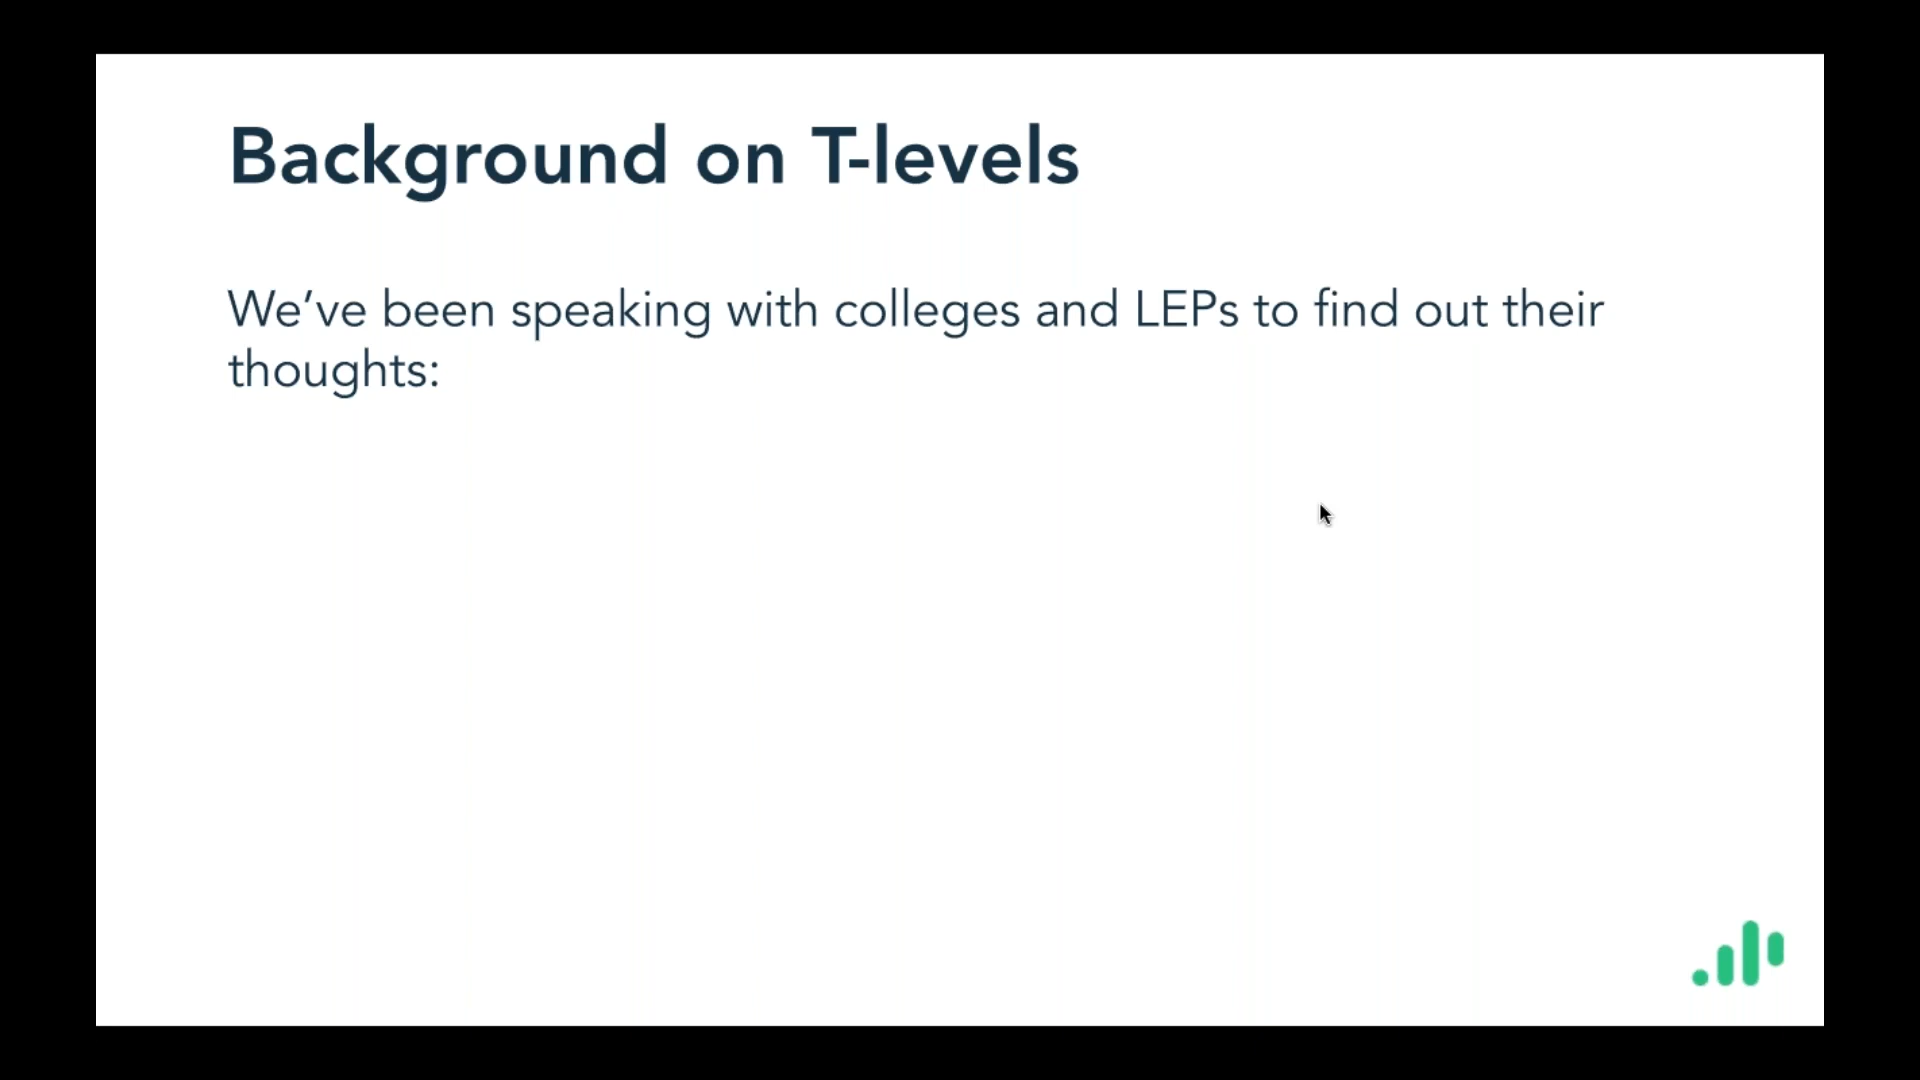 Background on T-levels
We’ve been speaking with colleges and LEPs to find out their
thoughts: